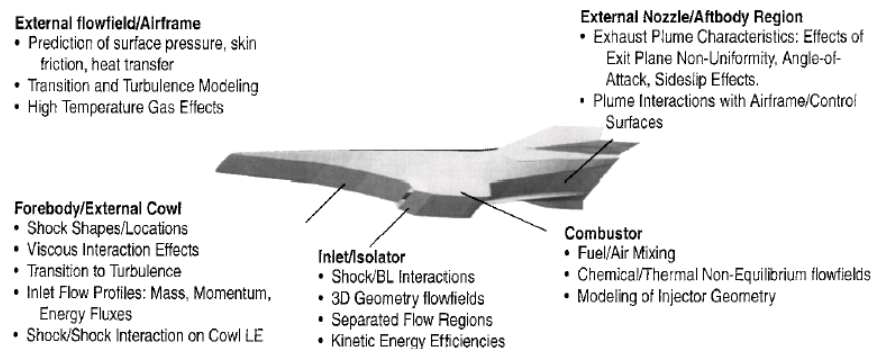 External flowfield/Airframe
• Prediction of surface pressure, skin
friction, heat transfer
• Transition and Turbulence Modeling
• High Temperature Gas Effects
External Nozzle/Aftbody Region
• Exhaust Plume Characteristics: Effects of
Exit Plane Non-Uniformity, Angle-of-
Attack, Sideslip Effects.
• Plume Interactions with Airframe/Control
Surfaces
Forebody/External Cowl
• Shock Shapes/Locations
• Viscous Interaction Effects
• Transition to Turbulence
• Inlet Flow Profiles: Mass, Momentum,
Energy Fluxes
• Shock/Shock Interaction on Cowl LE
Inlet/Isolator
• Shock/BL Interactions
• 3D Geometry flowfields
• Separated Flow Regions
• Kinetic Energy Efficiencies
Combustor
• Fuel/Air Mixing
• Chemical/Thermal Non-Equilibrium flowfields
• Modeling of Injector Geometry